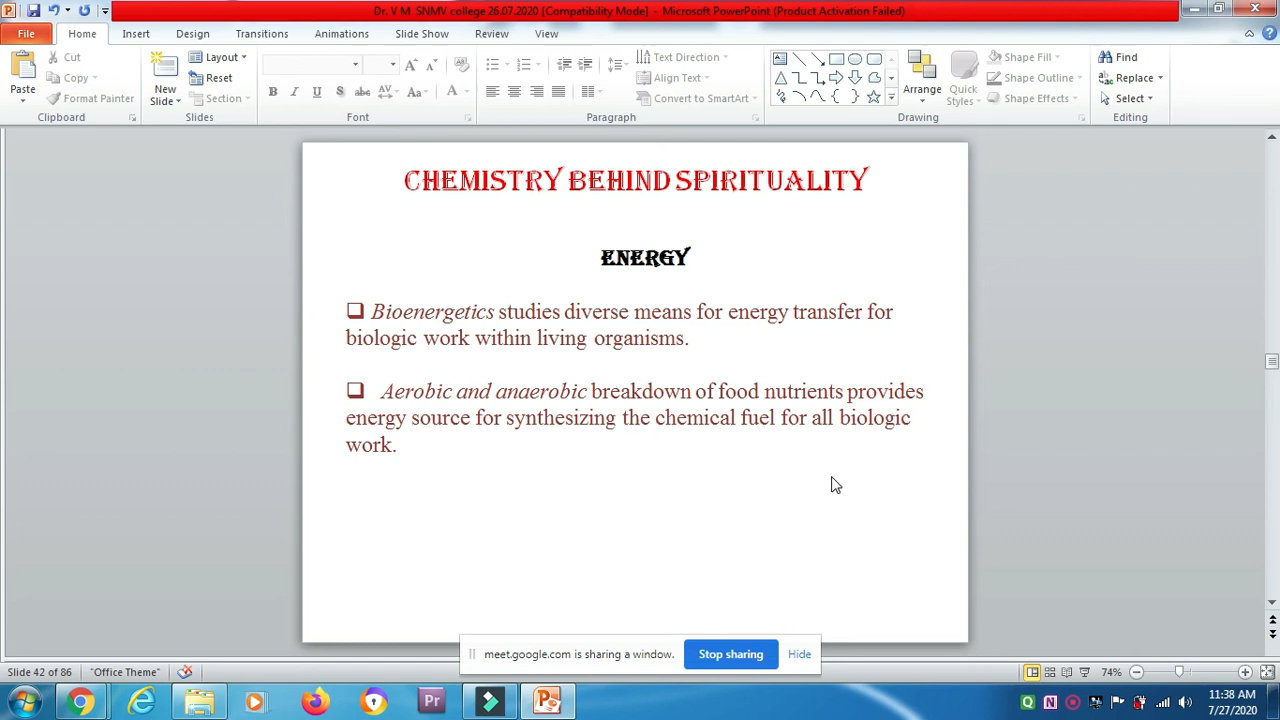 Dr. V M. SNMV college 26.07.2020 [Compatibility Mode] - Microsoft PowerPoint (Product Activation Failed)
File Home Insert Design Transitions Animations Slide Show Review View
Paste
Cut
Copy
Format Painter
Clipboard
New Slide
Layout
Reset
Section
Slides
Font
Text Direction
Align Text
Convert to SmartArt
Paragraph
Arrange
Quick Styles
Shape Fill
Shape Outline
Shape Effects
Drawing
Find
Replace
Select
Editing
CHEMISTRY BEHIND SPIRITUALITY
ENERGY
Bioenergetics studies diverse means for energy transfer for
biologic work within living organisms.
Aerobic and anaerobic breakdown of food nutrients provides
energy source for synthesizing the chemical fuel for all biologic
work.
meet.google.com is sharing a window. Stop sharing Hide
Slide 42 of 86 "Office Theme" 74%
Pr
11:38 AM
7/27/2020